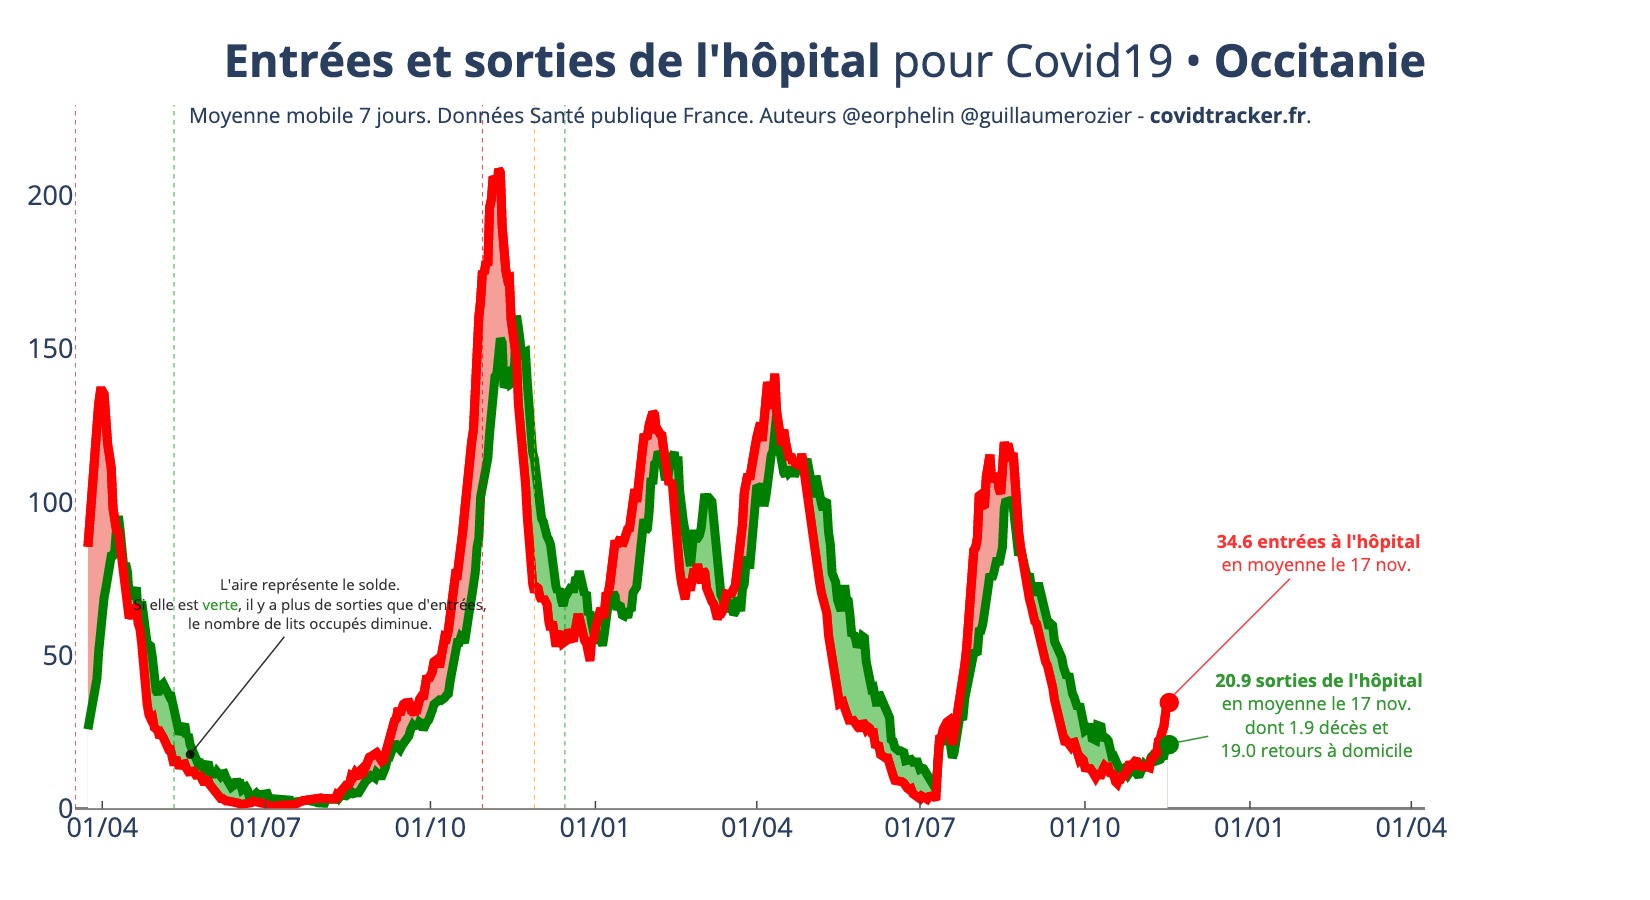 Entrées et sorties de l'hôpital pour Covid19 • Occitanie
Moyenne mobile 7 jours. Données Santé publique France. Auteurs @eorphelin @guillaumerozier - covidtracker.fr.
200
150
100
50
0
L'aire représente le solde.
Si elle est verte, il y a plus de sorties que d'entrées,
le nombre de lits occupés diminue.
34.6 entrées à l'hôpital
en moyenne le 17 nov.
20.9 sorties de l'hôpital
en moyenne le 17 nov.
dont 1.9 décès et
19.0 retours à domicile
01/04 01/07 01/10 01/01 01/04 01/07 01/10 01/01 01/04